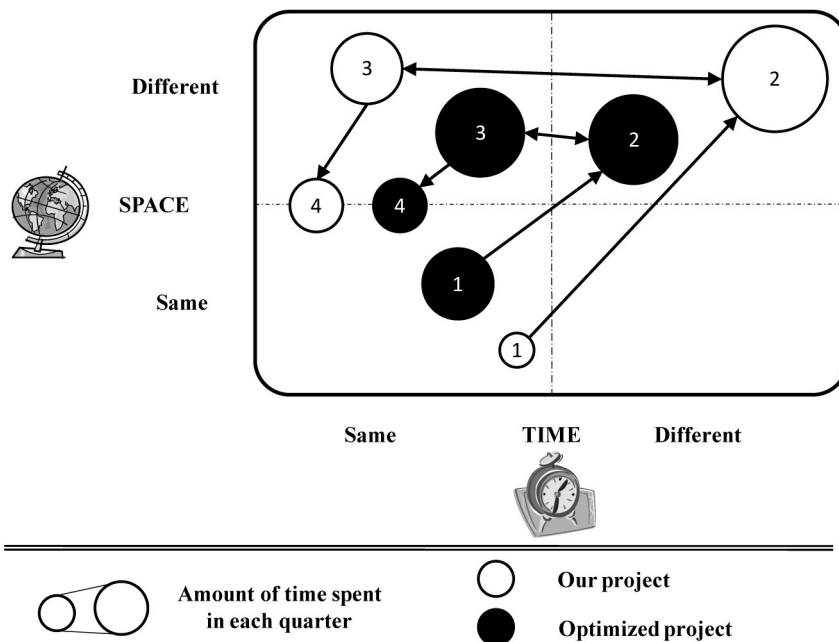 3
2
Different
3
2
SPACE
4
4
1
Same
1
Same TIME Different
Amount of time spent
in each quarter
Our project
Optimized project